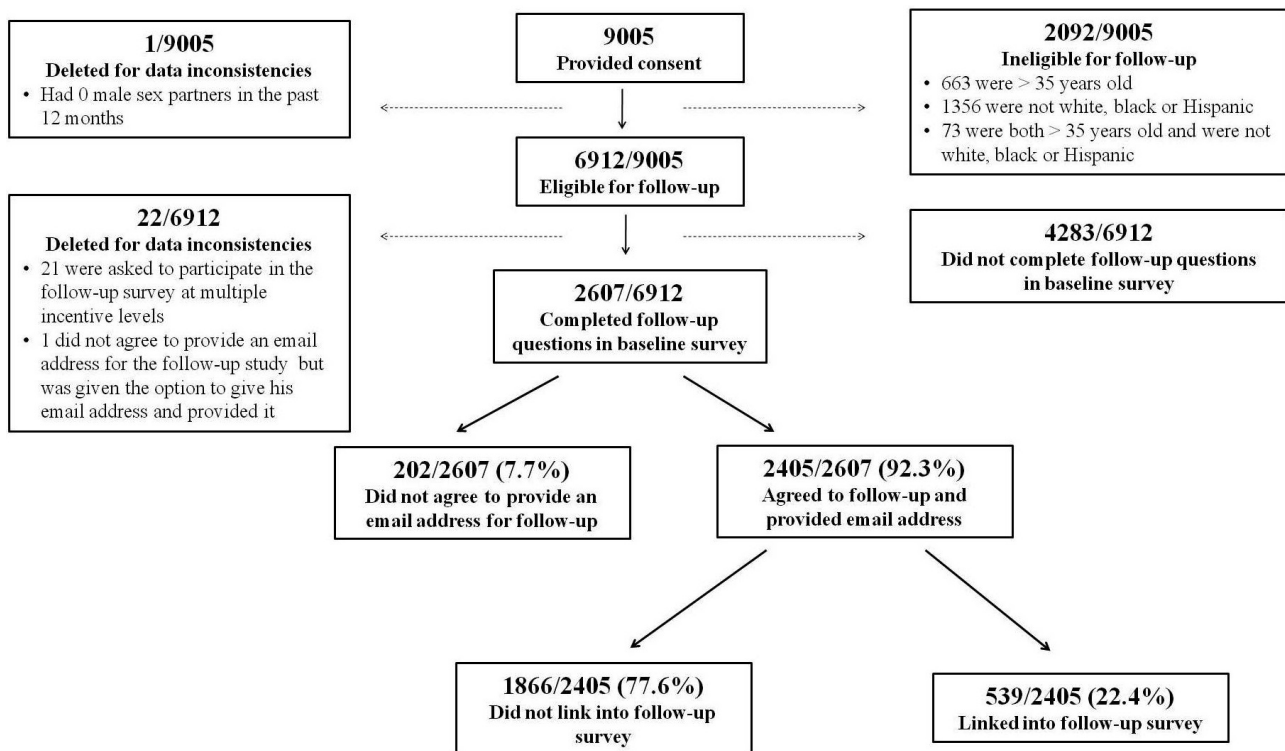 1/9005
Deleted for data inconsistencies
• Had 0 male sex partners in the past
12 months
9005
Provided consent
2092/9005
Ineligible for follow-up
• 663 were > 35 years old
• 1356 were not white, black or Hispanic
• 73 were both > 35 years old and were not
white, black or Hispanic
6912/9005
Eligible for follow-up
22/6912
Deleted for data inconsistencies
• 21 were asked to participate in the
follow-up survey at multiple
incentive levels
• 1 did not agree to provide an email
address for the follow-up study but
was given the option to give his
email address and provided it
4283/6912
Did not complete follow-up questions
in baseline survey
2607/6912
Completed follow-up
questions in baseline survey
202/2607 (7.7%)
Did not agree to provide an
email address for follow-up
2405/2607 (92.3%)
Agreed to follow-up and
provided email address
1866/2405 (77.6%)
Did not link into follow-up
survey
539/2405 (22.4%)
Linked into follow-up survey